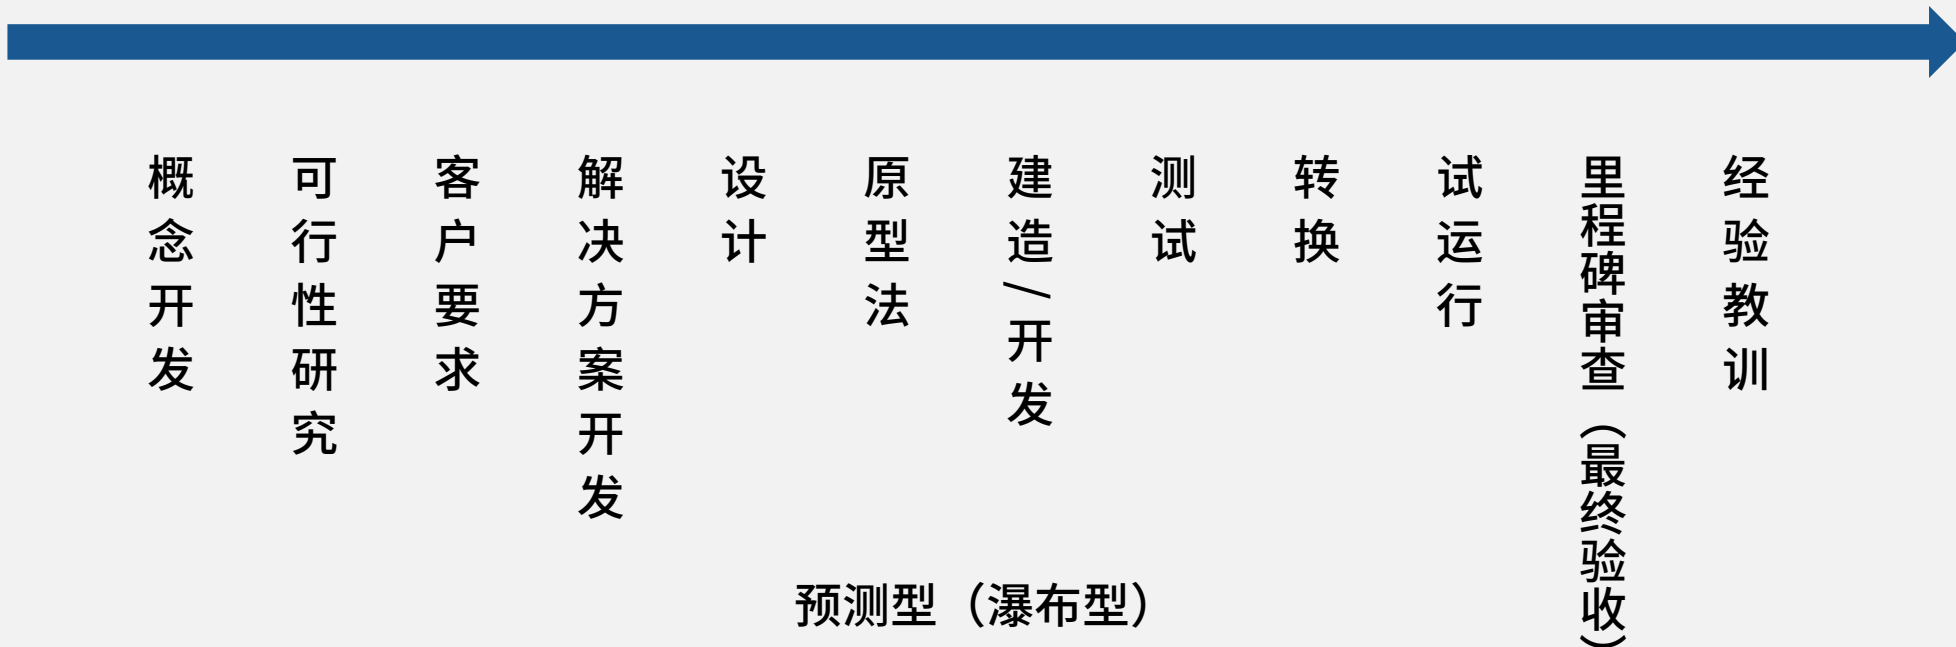 概念开发
可行性研究
客户要求
解决方案开发
设计
原型法
建造/开发
测试
转换
试运行
里程碑审查（最终验收）
经验教训
预测型（瀑布型）